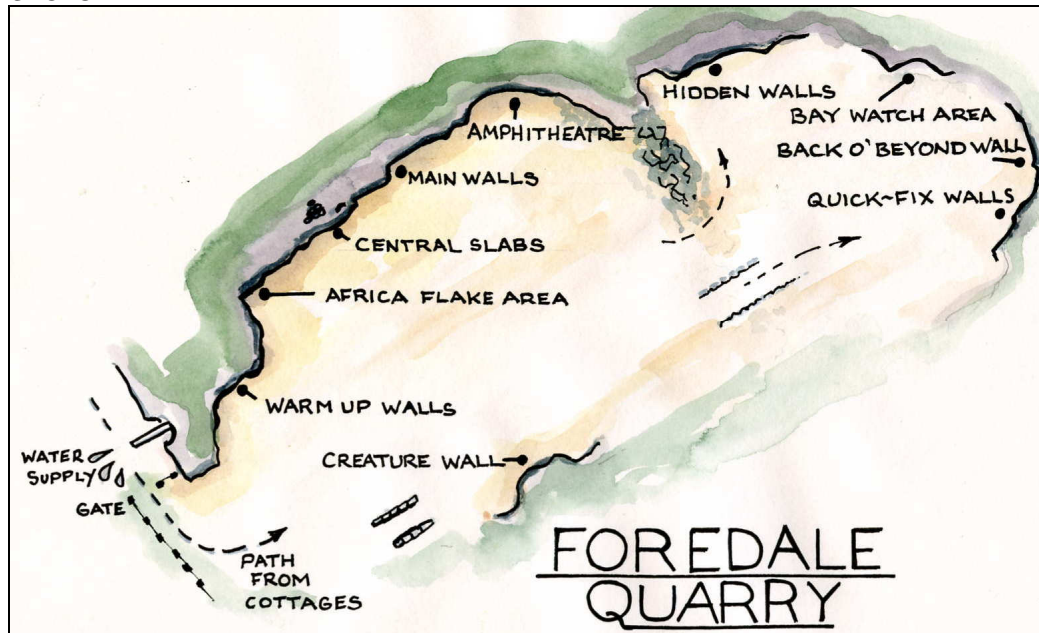 HIDDEN WALLS
BAY WATCH AREA
AMPHITHEATRE
BACK O' BEYOND WALL
MAIN WALLS
QUICK~FIX WALLS
CENTRAL SLABS
AFRICA FLAKE AREA
WARM UP WALLS
CREATURE WALL
WATER
SUPPLY
GATE
PATH
FROM
COTTAGES
FOREDALE
QUARRY